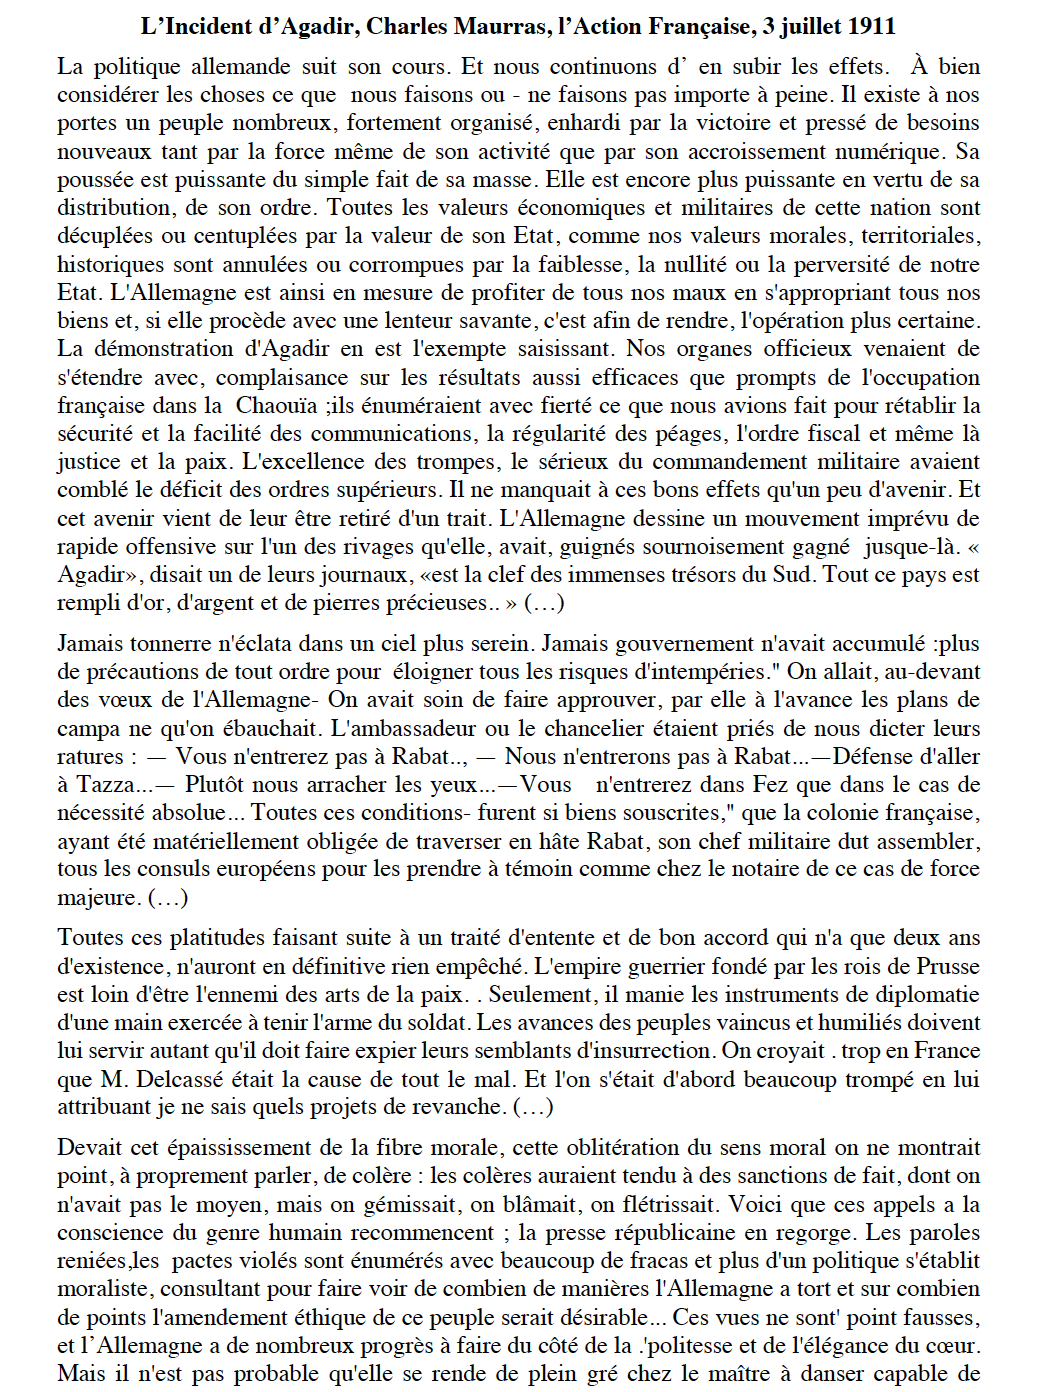 L’Incident d’Agadir, Charles Maurras, l’Action Française, 3 juillet 1911
La politique allemande suit son cours. Et nous continuons d’ en subir les effets. À bien
considérer les choses ce que nous faisons ou - ne faisons pas importe à peine. Il existe à nos
portes un peuple nombreux, fortement organisé, enhardi par la victoire et pressé de besoins
nouveaux tant par la force même de son activité que par son accroissement numérique. Sa
poussée est puissante du simple fait de sa masse. Elle est encore plus puissante en vertu de sa
distribution, de son ordre. Toutes les valeurs économiques et militaires de cette nation sont
décuplées ou centuplées par la valeur de son Etat, comme nos valeurs morales, territoriales,
historiques sont annulées ou corrompues par la faiblesse, la nullité ou la perversité de notre
Etat. L'Allemagne est ainsi en mesure de profiter de tous nos maux en s'appropriant tous nos
biens et, si elle procède avec une lenteur savante, c'est afin de rendre, l'opération plus certaine.
La démonstration d'Agadir en est l'exempte saisissant. Nos organes officieux venaient de
s'étendre avec, complaisance sur les résultats aussi efficaces que prompts de l'occupation
française dans la Chaouïa ;ils énuméraient avec fierté ce que nous avions fait pour rétablir la
sécurité et la facilité des communications, la régularité des péages, l'ordre fiscal et même là
justice et la paix. L'excellence des trompes, le sérieux du commandement militaire avaient
comblé le déficit des ordres supérieurs. Il ne manquait à ces bons effets qu'un peu d'avenir. Et
cet avenir vient de leur être retiré d'un trait. L'Allemagne dessine un mouvement imprévu de
rapide offensive sur l'un des rivages qu'elle, avait, guignés sournoisement gagné jusque-là. «
Agadir», disait un de leurs journaux, «est la clef des immenses trésors du Sud. Tout ce pays est
rempli d'or, d'argent et de pierres précieuses.. » (…)
Jamais tonnerre n'éclata dans un ciel plus serein. Jamais gouvernement n'avait accumulé :plus
de précautions de tout ordre pour éloigner tous les risques d'intempéries." On allait, au-devant
des vœux de l'Allemagne- On avait soin de faire approuver, par elle à l'avance les plans de
campa ne qu'on ébauchait. L'ambassadeur ou le chancelier étaient priés de nous dicter leurs
ratures : — Vous n'entrerez pas à Rabat.., — Nous n'entrerons pas à Rabat...—Défense d'aller
à Tazza...— Plutôt nous arracher les yeux...—Vous n'entrerez dans Fez que dans le cas de
nécessité absolue... Toutes ces conditions- furent si biens souscrites," que la colonie française,
ayant été matériellement obligée de traverser en hâte Rabat, son chef militaire dut assembler,
tous les consuls européens pour les prendre à témoin comme chez le notaire de ce cas de force
majeure. (…)
Toutes ces platitudes faisant suite à un traité d'entente et de bon accord qui n'a que deux ans
d'existence, n'auront en définitive rien empêché. L'empire guerrier fondé par les rois de Prusse
est loin d'être l'ennemi des arts de la paix. . Seulement, il manie les instruments de diplomatie
d'une main exercée à tenir l'arme du soldat. Les avances des peuples vaincus et humiliés doivent
lui servir autant qu'il doit faire expier leurs semblants d'insurrection. On croyait . trop en France
que M. Delcassé était la cause de tout le mal. Et l'on s'était d'abord beaucoup trompé en lui
attribuant je ne sais quels projets de revanche. (…)
Devait cet épaississement de la fibre morale, cette oblitération du sens moral on ne montrait
point, à proprement parler, de colère : les colères auraient tendu à des sanctions de fait, dont on
n'avait pas le moyen, mais on gémissait, on blâmait, on flétrissait. Voici que ces appels a la
conscience du genre humain recommencent ; la presse républicaine en regorge. Les paroles
reniées,les pactes violés sont énumérés avec beaucoup de fracas et plus d'un politique s'établit
moraliste, consultant pour faire voir de combien de manières l'Allemagne a tort et sur combien
de points l'amendement éthique de ce peuple serait désirable... Ces vues ne sont' point fausses,
et l’Allemagne a de nombreux progrès à faire du côté de la .'politesse et de l'élégance du cœur.
Mais il n'est pas probable qu'elle se rende de plein gré chez le maître à danser capable de